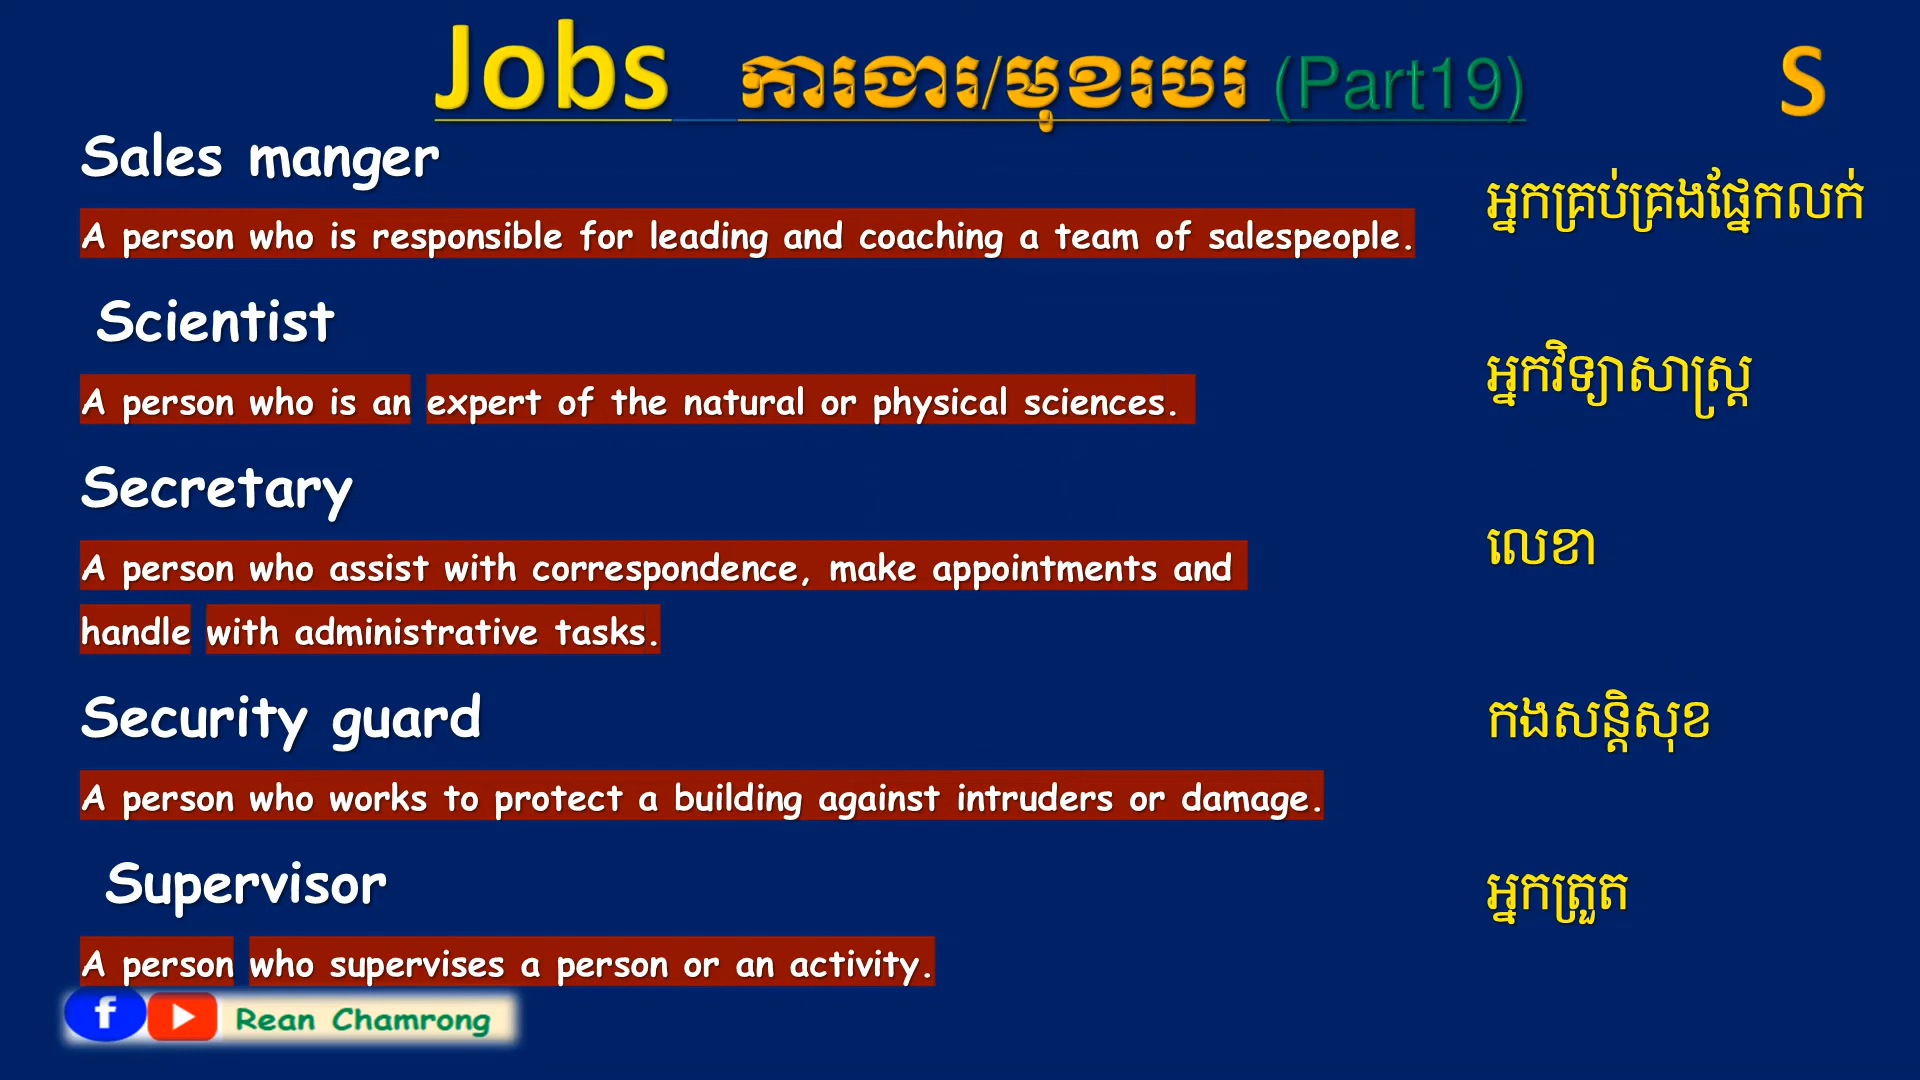 Jobs ការងារ/មុខរបរ (Part19) S
Sales manger
អ្នកគ្រប់គ្រងផ្នែកលក់
A person who is responsible for leading and coaching a team of salespeople.
Scientist
អ្នកវិទ្យាសាស្ត្រ
A person who is an expert of the natural or physical sciences.
Secretary
លេខា
A person who assist with correspondence, make appointments and
handle with administrative tasks.
Security guard
កងសន្តិសុខ
A person who works to protect a building against intruders or damage.
Supervisor
អ្នកត្រួត
A person who supervises a person or an activity.
f Rean Chamrong